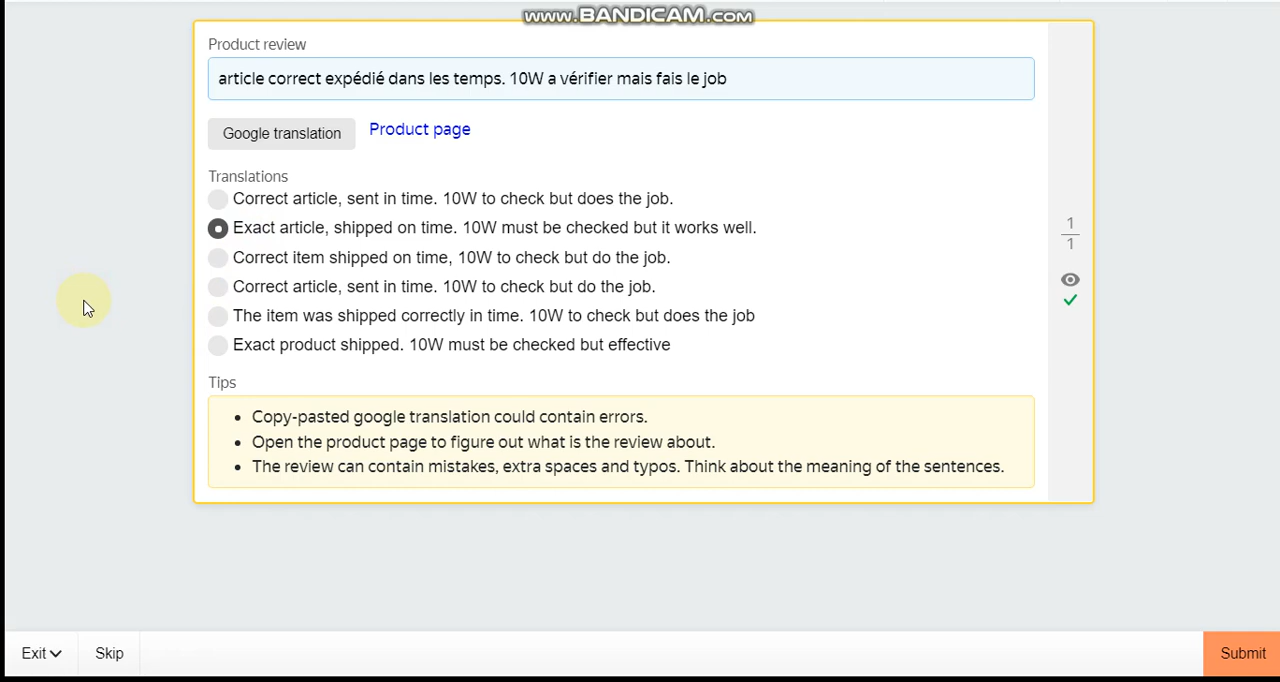 www.BANDICAM.com
Product review
article correct expédié dans les temps. 10W a vérifier mais fais le job
Google translation
Product page
Translations
Correct article, sent in time. 10W to check but does the job.
Exact article, shipped on time. 10W must be checked but it works well.
Correct item shipped on time, 10W to check but do the job.
Correct article, sent in time. 10W to check but do the job.
The item was shipped correctly in time. 10W to check but does the job
Exact product shipped. 10W must be checked but effective
1
1
Tips
Copy-pasted google translation could contain errors.
Open the product page to figure out what is the review about.
The review can contain mistakes, extra spaces and typos. Think about the meaning of the sentences.
Exit
Skip
Submit